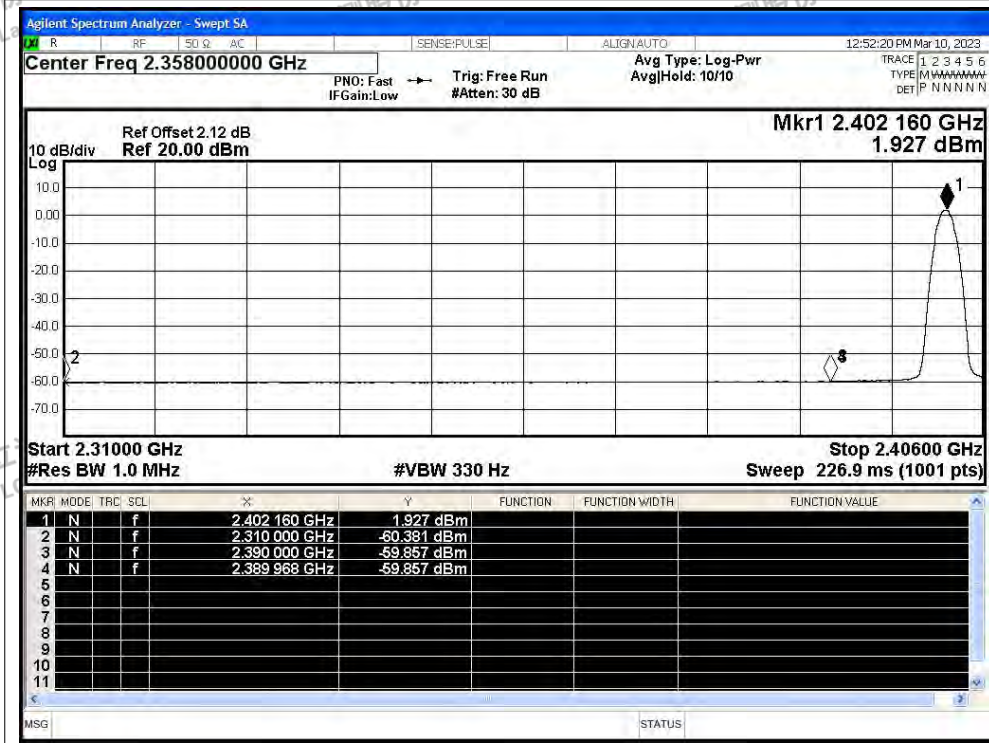 Agilent Spectrum Analyzer - Swept SA
LXI R RF 50 Ω AC SENSE:PULSE ALIGN AUTO 12:52:20 PM Mar 10, 2023
Center Freq 2.358000000 GHz
PNO: Fast
IFGain:Low
Trig: Free Run
#Atten: 30 dB
Avg Type: Log-Pwr
Avg|Hold: 10/10
TRACE 1 2 3 4 5 6
TYPE M W W W W W
DET P N N N N N
Ref Offset 2.12 dB
10 dB/div Ref 20.00 dBm
Log
Mkr1 2.402 160 GHz
1.927 dBm
10.0
0.00
-10.0
-20.0
-30.0
-40.0
-50.0
-60.0
-70.0
1
2
3
Start 2.31000 GHz Stop 2.40600 GHz
#Res BW 1.0 MHz #VBW 330 Hz Sweep 226.9 ms (1001 pts)
MKR MODE TRC SCL X Y FUNCTION FUNCTION WIDTH FUNCTION VALUE
1 N f 2.402 160 GHz 1.927 dBm
2 N f 2.310 000 GHz -60.381 dBm
3 N f 2.390 000 GHz -59.857 dBm
4 N f 2.389 968 GHz -59.857 dBm
5
6
7
8
9
10
11
MSG STATUS